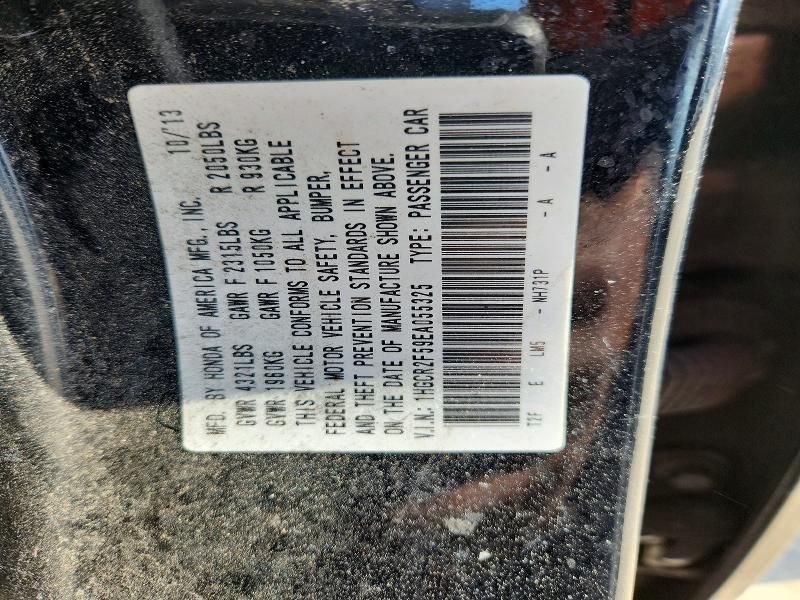 MFD. BY HONDA OF AMERICA MFG., INC. 10/'13
GVWR 4321LBS GAWR F 2315LBS R 2050LBS
GVWR 1960KG GAWR F 1050KG R 930KG
THIS VEHICLE CONFORMS TO ALL APPLICABLE
FEDERAL MOTOR VEHICLE SAFETY, BUMPER,
AND THEFT PREVENTION STANDARDS IN EFFECT
ON THE DATE OF MANUFACTURE SHOWN ABOVE.
V.I.N.: 1HGCR2F59EA055325 TYPE: PASSENGER CAR
T2F E LM5 - NH731P - A - A